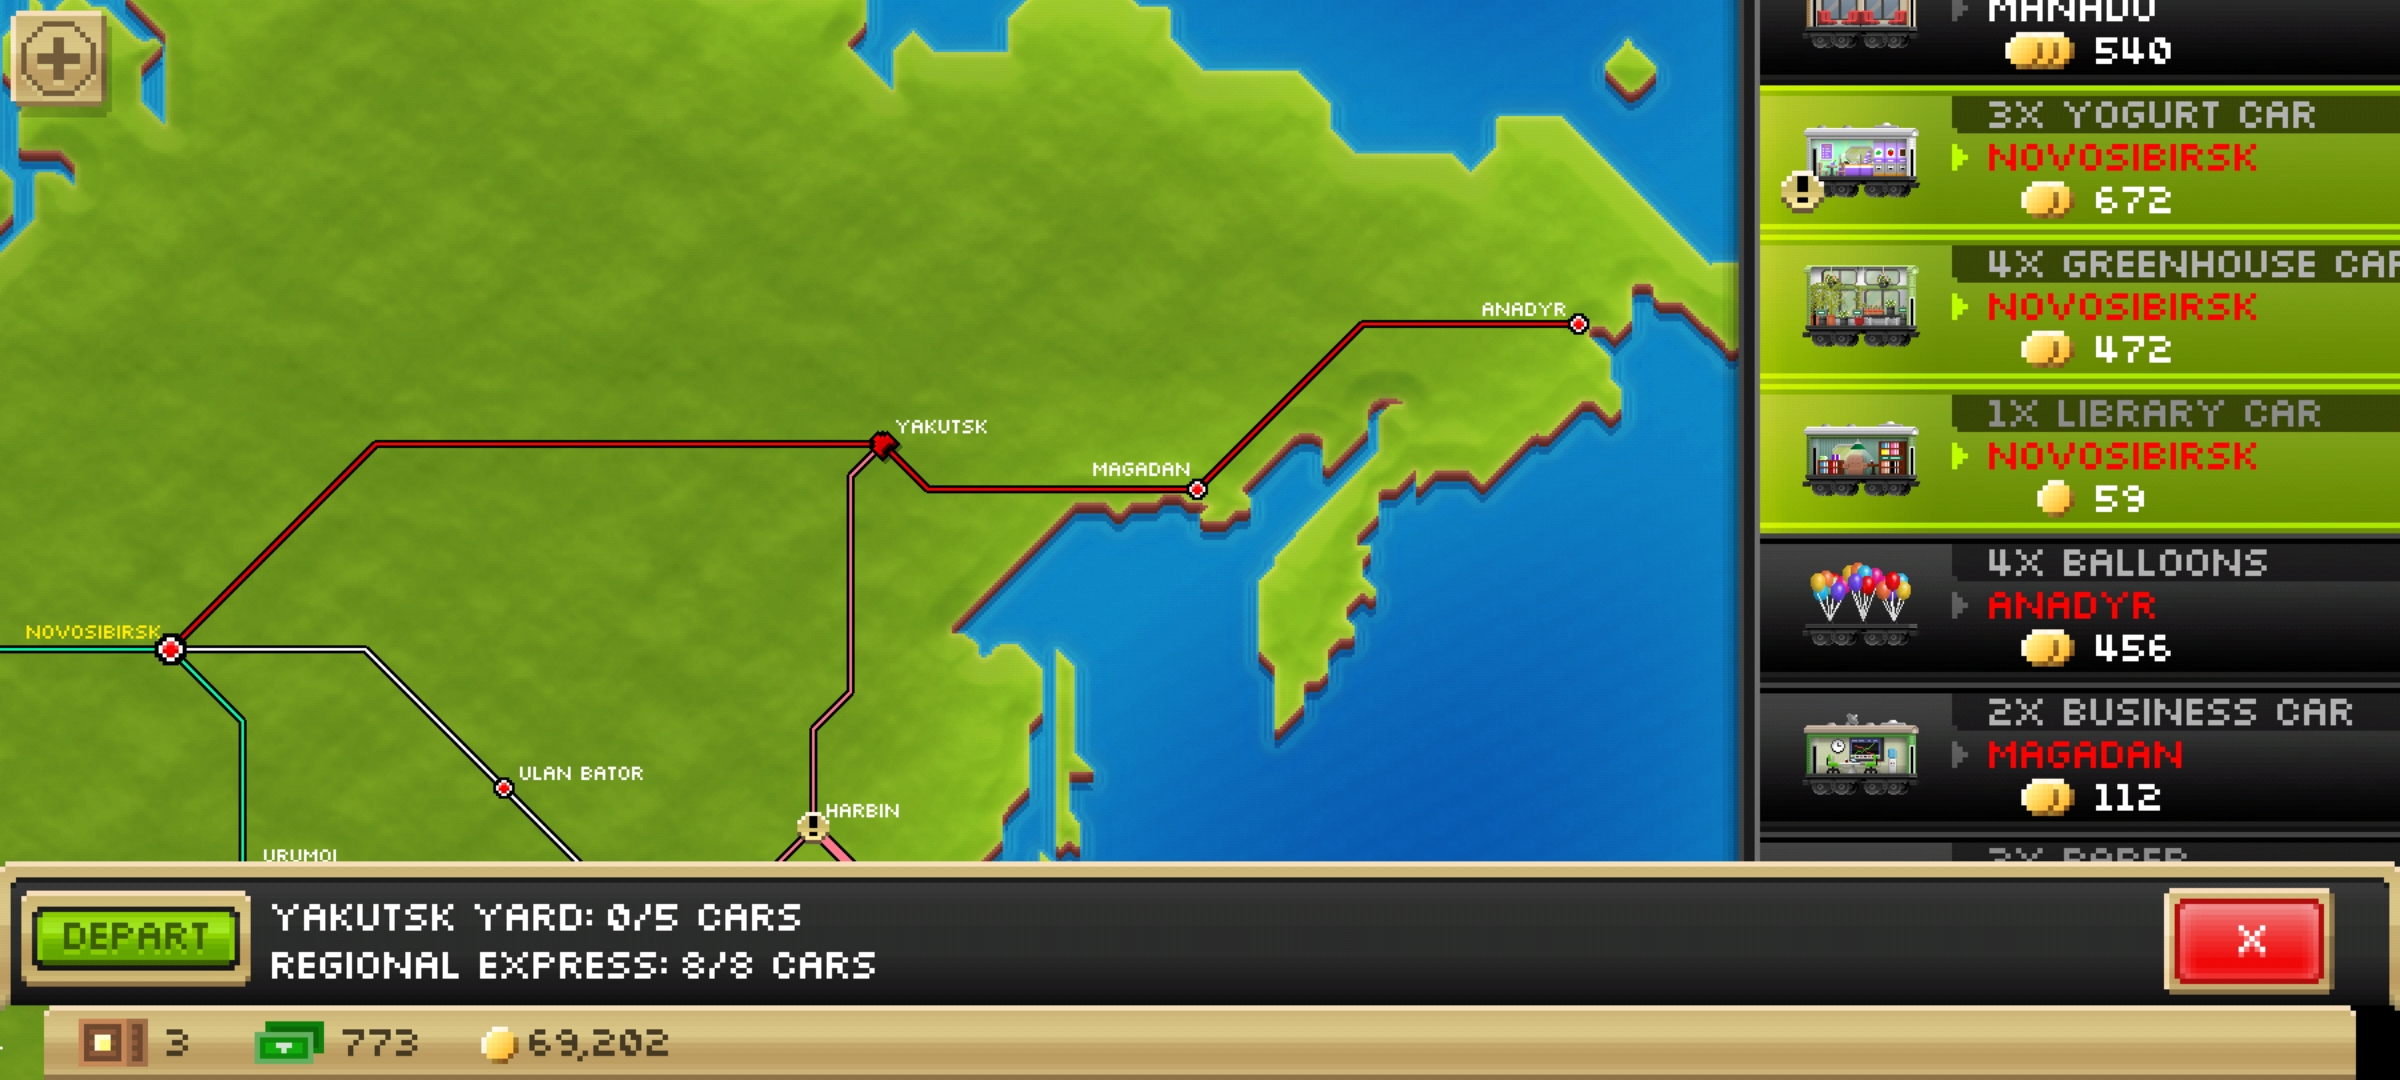 MANADO
540
3X YOGURT CAR
NOVOSIBIRSK
672
4X GREENHOUSE CAR
NOVOSIBIRSK
472
1X LIBRARY CAR
NOVOSIBIRSK
59
4X BALLOONS
ANADYR
456
2X BUSINESS CAR
MAGADAN
112
ANADYR
YAKUTSK
MAGADAN
NOVOSIBIRSK
ULAN BATOR
HARBIN
URUMQI
DEPART
YAKUTSK YARD: 0/5 CARS
REGIONAL EXPRESS: 8/8 CARS
X
3
773
69,202